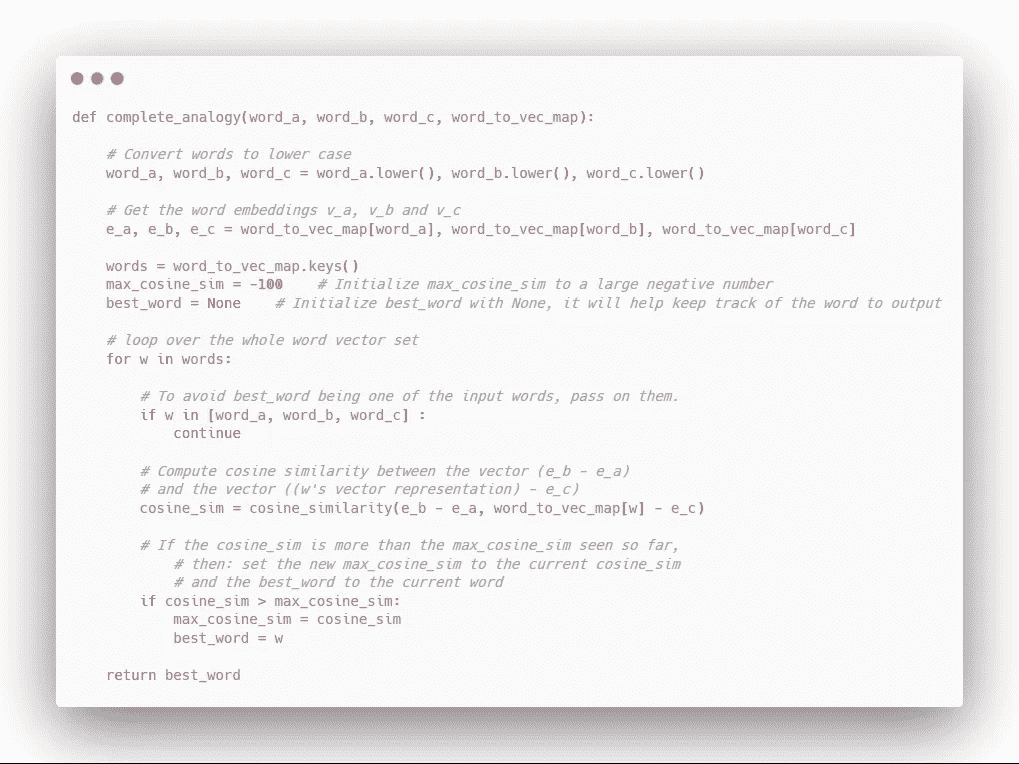 def complete_analogy(word_a, word_b, word_c, word_to_vec_map):
# Convert words to lower case
word_a, word_b, word_c = word_a.lower(), word_b.lower(), word_c.lower()
# Get the word embeddings v_a, v_b and v_c
e_a, e_b, e_c = word_to_vec_map[word_a], word_to_vec_map[word_b], word_to_vec_map[word_c]
words = word_to_vec_map.keys()
max_cosine_sim = -100    # Initialize max_cosine_sim to a large negative number
best_word = None    # Initialize best_word with None, it will help keep track of the word to output
# loop over the whole word vector set
for w in words:
# To avoid best_word being one of the input words, pass on them.
if w in [word_a, word_b, word_c] :
continue
# Compute cosine similarity between the vector (e_b - e_a)
# and the vector ((w's vector representation) - e_c)
cosine_sim = cosine_similarity(e_b - e_a, word_to_vec_map[w] - e_c)
# If the cosine_sim is more than the max_cosine_sim seen so far,
# then: set the new max_cosine_sim to the current cosine_sim
# and the best_word to the current word
if cosine_sim > max_cosine_sim:
max_cosine_sim = cosine_sim
best_word = w
return best_word